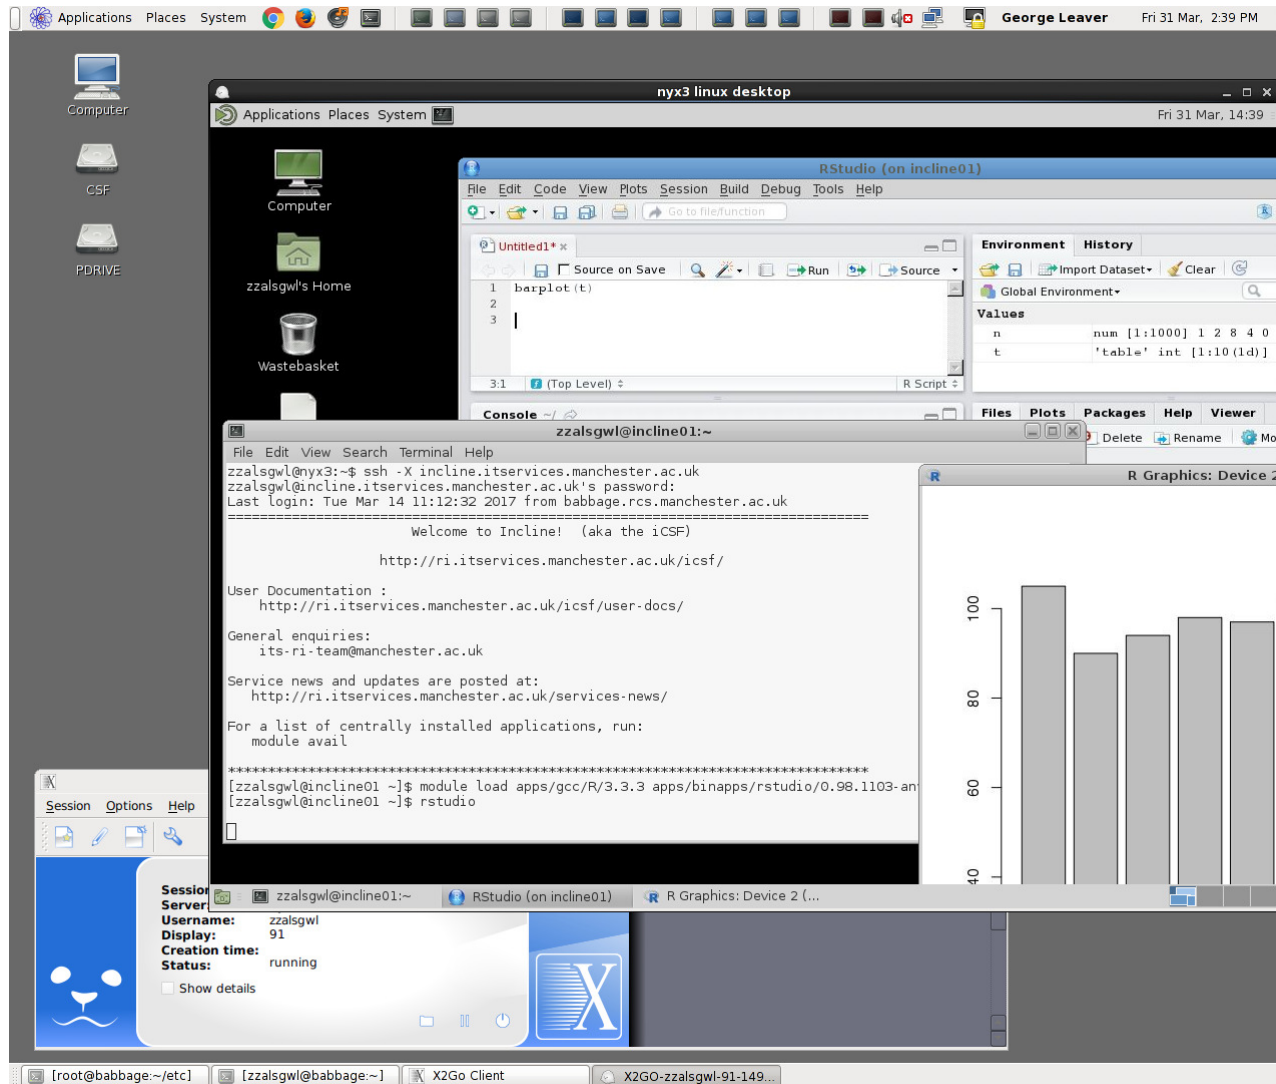 Applications Places System
George Leaver Fri 31 Mar, 2:39 PM
Computer
CSF
PDRIVE
nyx3 linux desktop
Applications Places System
Fri 31 Mar, 14:39
Computer
zzalsgwl's Home
Wastebasket
RStudio (on incline01)
File Edit Code View Plots Session Build Debug Tools Help
Go to file/function
Untitled1*
Source on Save Run Source
1 barplot(t)
2
3
3:1 (Top Level) R Script
Console ~/
Environment History
Import Dataset Clear
Global Environment
Values
n num [1:1000] 1 2 8 4 0
t 'table' int [1:10(1d)]
Files Plots Packages Help Viewer
Delete Rename Mo
zzalsgwl@incline01:~
File Edit View Search Terminal Help
zzalsgwl@nyx3:~$ ssh -X incline.itservices.manchester.ac.uk
zzalsgwl@incline.itservices.manchester.ac.uk's password:
Last login: Tue Mar 14 11:12:32 2017 from babbage.rcs.manchester.ac.uk
================================================================================
Welcome to Incline! (aka the iCSF)
http://ri.itservices.manchester.ac.uk/icsf/
User Documentation :
http://ri.itservices.manchester.ac.uk/icsf/user-docs/
General enquiries:
its-ri-team@manchester.ac.uk
Service news and updates are posted at:
http://ri.itservices.manchester.ac.uk/services-news/
For a list of centrally installed applications, run:
module avail
********************************************************************************
[zzalsgwl@incline01 ~]$ module load apps/gcc/R/3.3.3 apps/binapps/rstudio/0.98.1103-an
[zzalsgwl@incline01 ~]$ rstudio
R Graphics: Device 2
100
80
60
40
Session Options Help
Session
Server:
Username: zzalsgwl
Display: 91
Creation time:
Status: running
Show details
zzalsgwl@incline01:~ RStudio (on incline01) R Graphics: Device 2 (...
[root@babbage:~/etc] [zzalsgwl@babbage:~] X2Go Client X2GO-zzalsgwl-91-149...